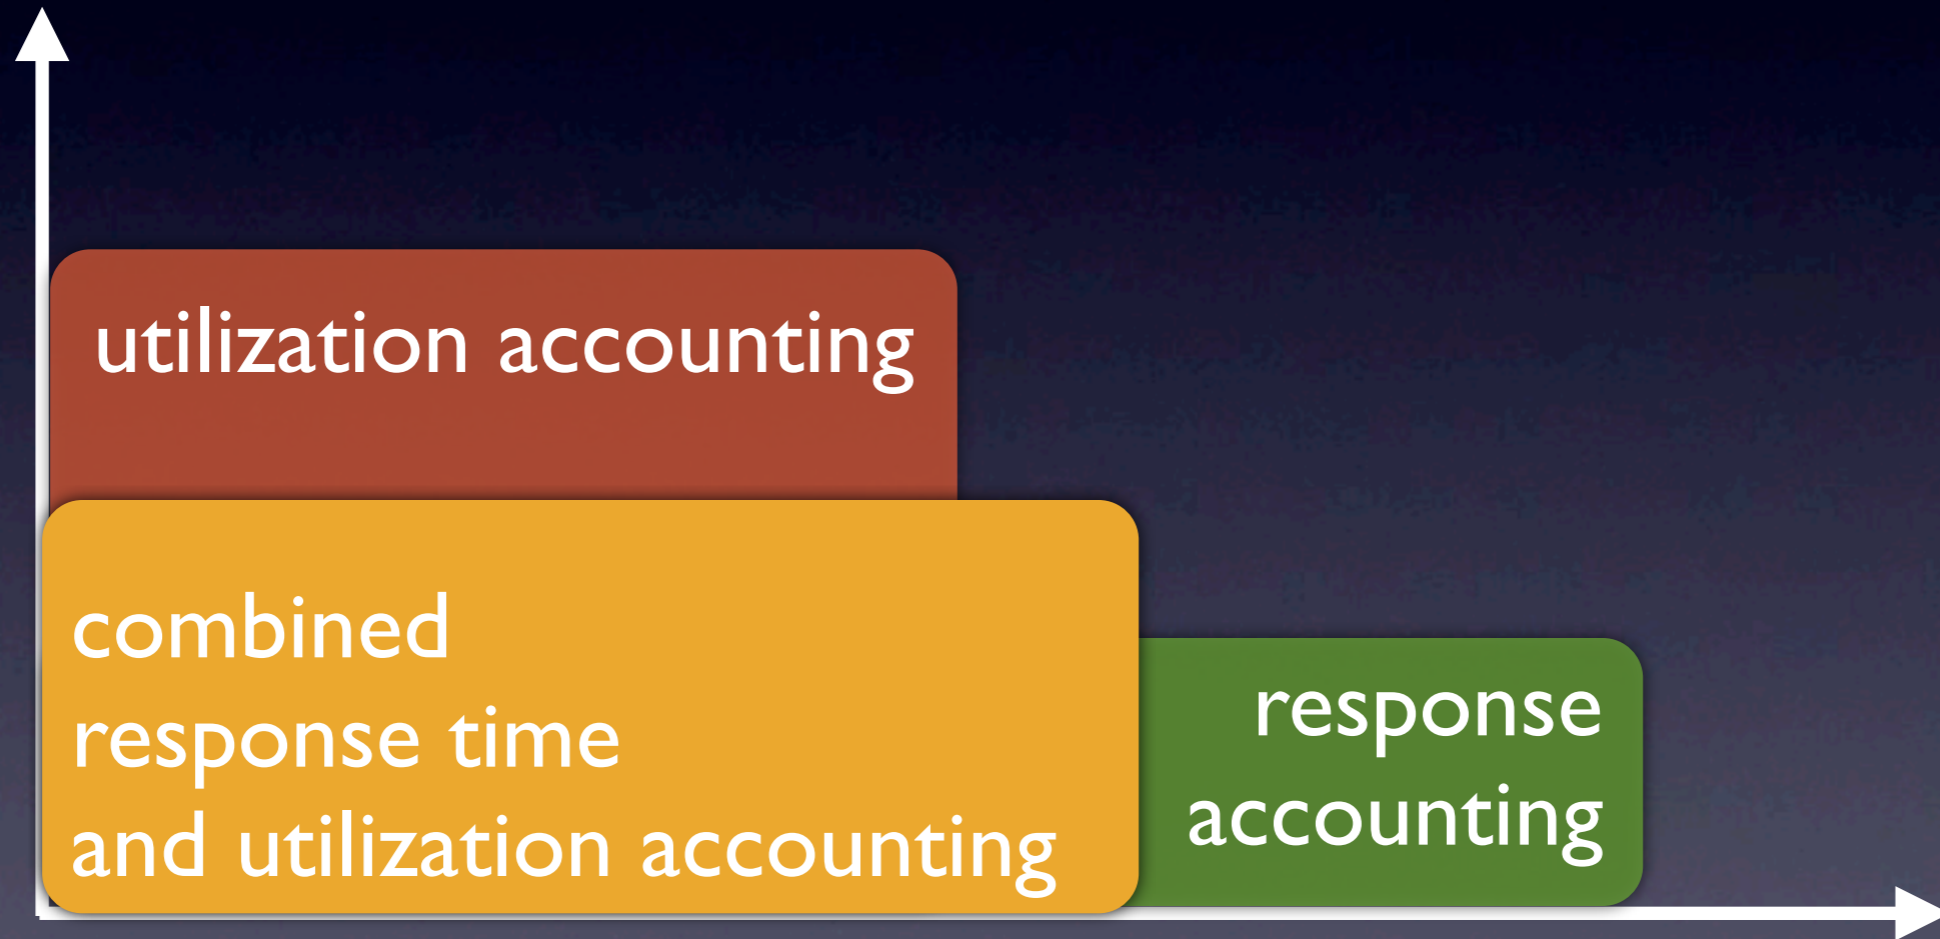 utilization accounting
combined
response time
and utilization accounting
response
accounting